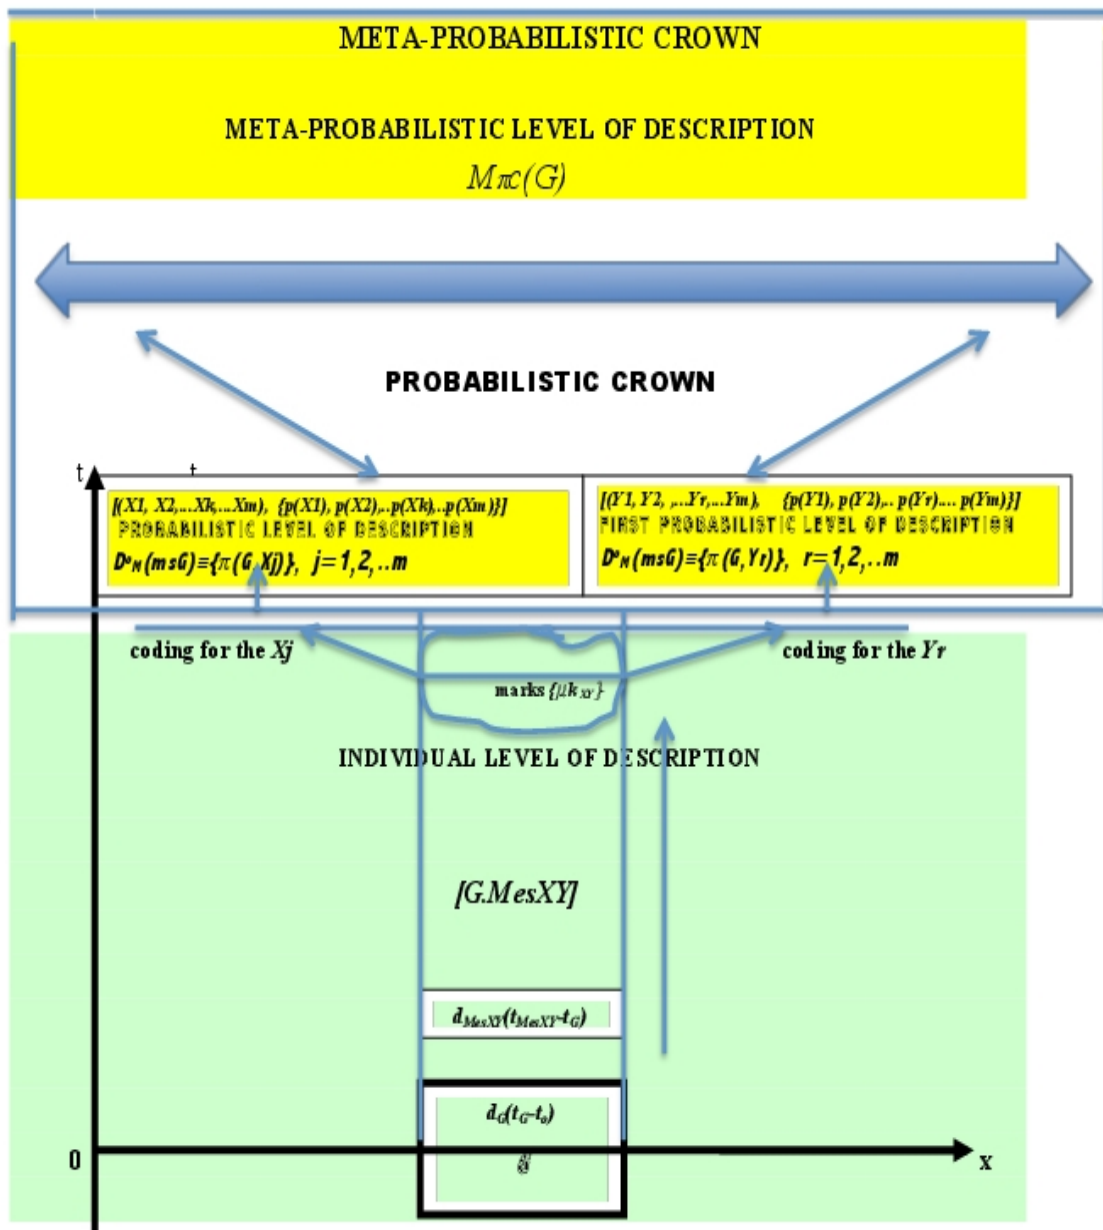 META-PROBABILISTIC CROWN
META-PROBABILISTIC LEVEL OF DESCRIPTION
Mπc(G)
PROBABILISTIC CROWN
t
t
[(X1, X2,...Xk,...Xm), {p(X1), p(X2),..p(Xk)...p(Xm)}]
PROBABILISTIC LEVEL OF DESCRIPTION
D°M(msG)≡{π(G,Xj)}, j=1,2,..m
[(Y1, Y2, ,...Yr,...Ym), {p(Y1), p(Y2),.. p(Yr).... p(Ym)}]
FIRST PROBABILISTIC LEVEL OF DESCRIPTION
D°M(msG)≡{π(G,Yr)}, r=1,2,..m
coding for the Xj
coding for the Yr
marks {μkXY}
INDIVIDUAL LEVEL OF DESCRIPTION
[G.MesXY]
dMesXY(tMesXY-tG)
dG(tG-to)
0
x